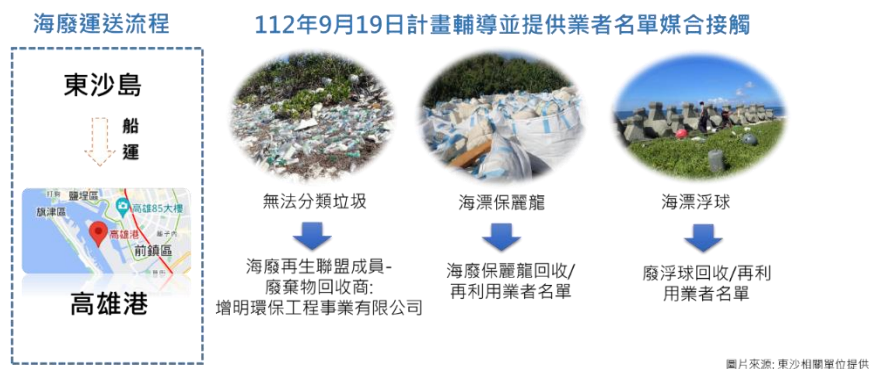 海廢運送流程
112年9月19日計畫輔導並提供業者名單媒合接觸
東沙島
船
運
鹽埕區
高雄85大樓
旗津區
高雄港
前鎮區
高雄港
無法分類垃圾
海漂保麗龍
海漂浮球
海廢再生聯盟成員-
廢棄物回收商:
增明環保工程事業有限公司
海廢保麗龍回收/
再利用業者名單
廢浮球回收/再利
用業者名單
圖片來源: 東沙相關單位提供